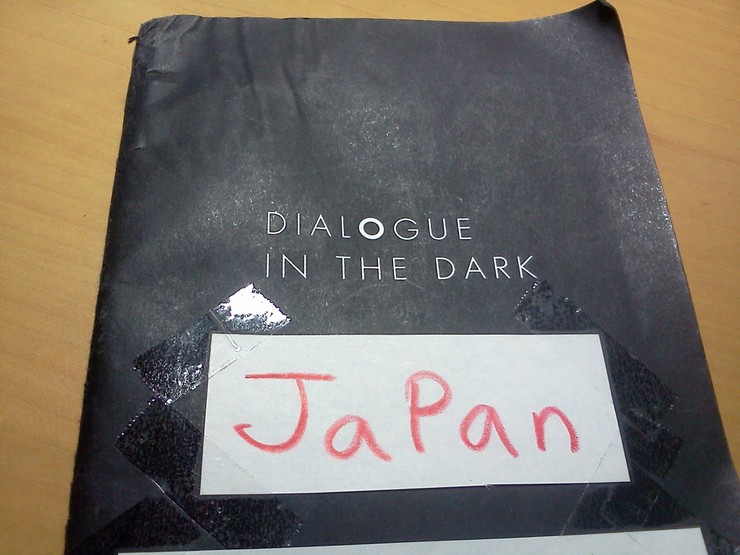 DIALOGUE
IN THE DARK
JaPan